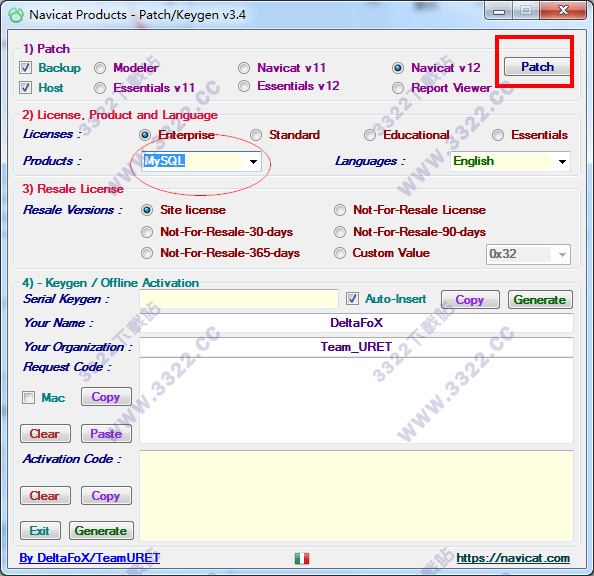 Navicat Products - Patch/Keygen v3.4
1) Patch
Backup Modeler Navicat v11 Navicat v12 Patch
Host Essentials v11 Essentials v12 Report Viewer
2) License, Product and Language
Licenses : Enterprise Standard Educational Essentials
Products : MySQL Languages : English
3) Resale License
Resale Versions : Site license Not-For-Resale License
Not-For-Resale-30-days Not-For-Resale-90-days
Not-For-Resale-365-days Custom Value 0x32
4) - Keygen / Offline Activation
Serial Keygen : Auto-Insert Copy Generate
Your Name : DeltaFoX
Your Organization : Team_URET
Request Code :
Mac Copy
Clear Paste
Activation Code :
Clear Copy
Exit Generate
By DeltaFoX/TeamURET https://navicat.com
3322下载站
www.3322.cc
3322下载站
www.3322.cc
3322下载站
www.3322.cc
3322下载站
www.3322.cc